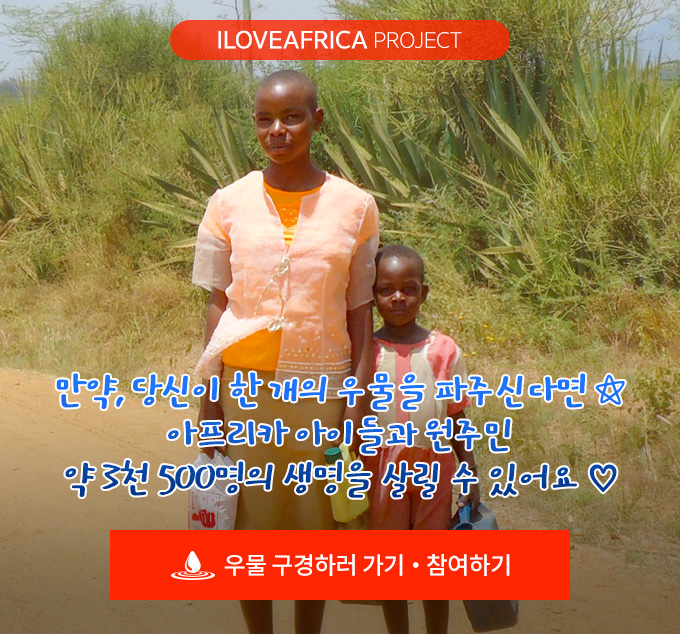 ILOVEAFRICA PROJECT
만약, 당신이 한 개의 우물을 파주신다면 ☆
아프리카 아이들과 원주민
약 3천 500명의 생명을 살릴 수 있어요 ♡
우물 구경하러 가기 • 참여하기